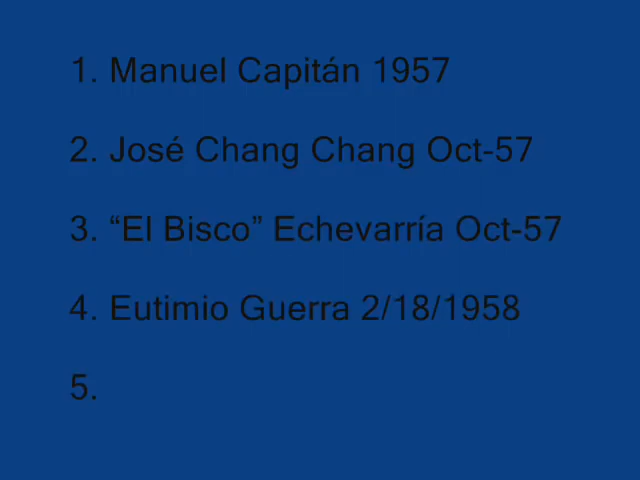 1. Manuel Capitán 1957
2. José Chang Chang Oct-57
3. “El Bisco” Echevarría Oct-57
4. Eutimio Guerra 2/18/1958
5.